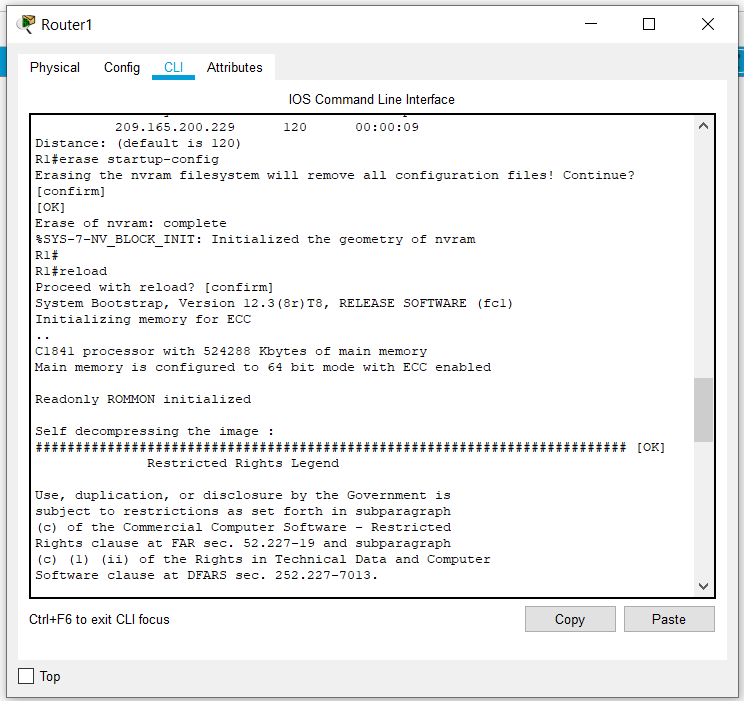 Router1
Physical Config CLI Attributes
IOS Command Line Interface
209.165.200.229 120 00:00:09
Distance: (default is 120)
R1#erase startup-config
Erasing the nvram filesystem will remove all configuration files! Continue?
[confirm]
[OK]
Erase of nvram: complete
%SYS-7-NV_BLOCK_INIT: Initialized the geometry of nvram
R1#
R1#reload
Proceed with reload? [confirm]
System Bootstrap, Version 12.3(8r)T8, RELEASE SOFTWARE (fc1)
Initializing memory for ECC
..
C1841 processor with 524288 Kbytes of main memory
Main memory is configured to 64 bit mode with ECC enabled
Readonly ROMMON initialized
Self decompressing the image :
########################################################################## [OK]
Restricted Rights Legend
Use, duplication, or disclosure by the Government is
subject to restrictions as set forth in subparagraph
(c) of the Commercial Computer Software - Restricted
Rights clause at FAR sec. 52.227-19 and subparagraph
(c) (1) (ii) of the Rights in Technical Data and Computer
Software clause at DFARS sec. 252.227-7013.
Ctrl+F6 to exit CLI focus
Copy Paste
Top